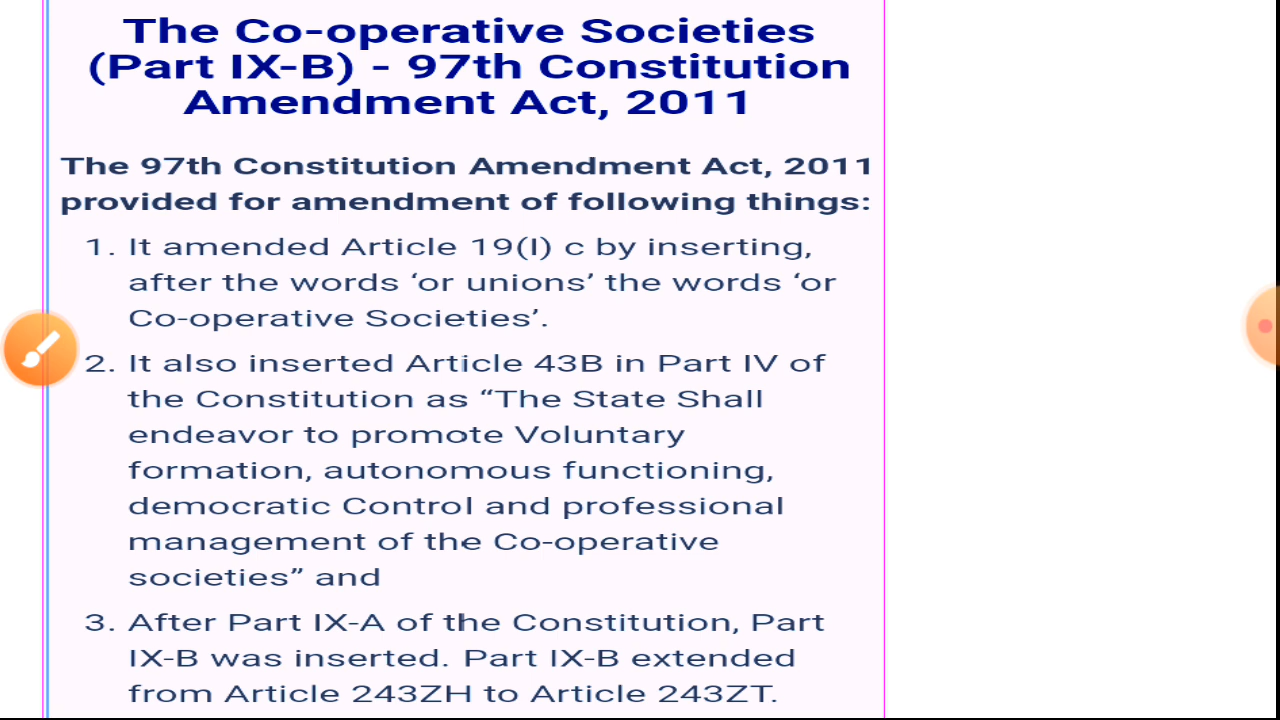 The Co-operative Societies
(Part IX-B) - 97th Constitution
Amendment Act, 2011
The 97th Constitution Amendment Act, 2011
provided for amendment of following things:
1. It amended Article 19(I) c by inserting,
after the words ‘or unions’ the words ‘or
Co-operative Societies’.
2. It also inserted Article 43B in Part IV of
the Constitution as “The State Shall
endeavor to promote Voluntary
formation, autonomous functioning,
democratic Control and professional
management of the Co-operative
societies” and
3. After Part IX-A of the Constitution, Part
IX-B was inserted. Part IX-B extended
from Article 243ZH to Article 243ZT.